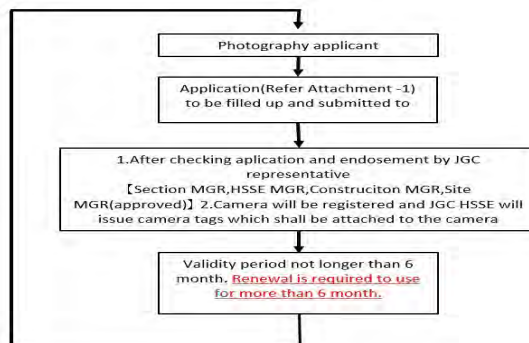 Photography applicant
Application(Refer Attachment -1)
to be filled up and submitted to
1.After checking aplication and endosement by JGC
representative
【Section MGR,HSSE MGR,Construciton MGR,Site
MGR(approved)】 2.Camera will be registered and JGC HSSE will
issue camera tags which shall be attached to the camera
Validity period not longer than 6
month. Renewal is required to use
for more than 6 month.